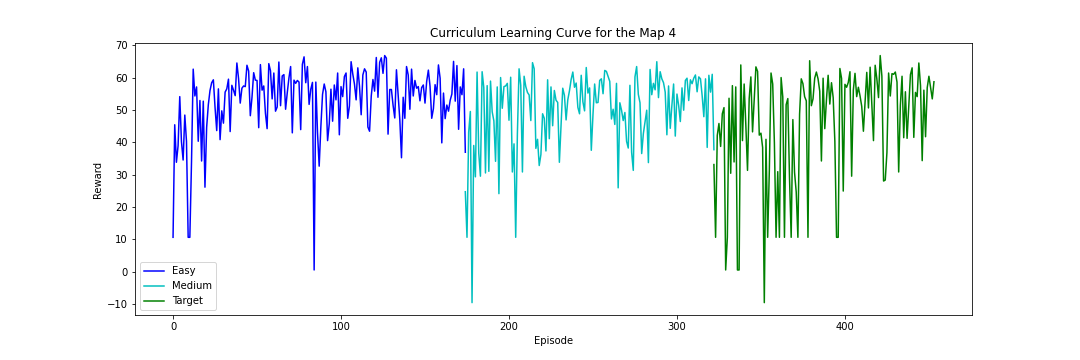 Curriculum Learning Curve for the Map 4
70
60
50
40
30
20
10
0
−10
Reward
Easy
Medium
Target
0
100
200
300
400
Episode